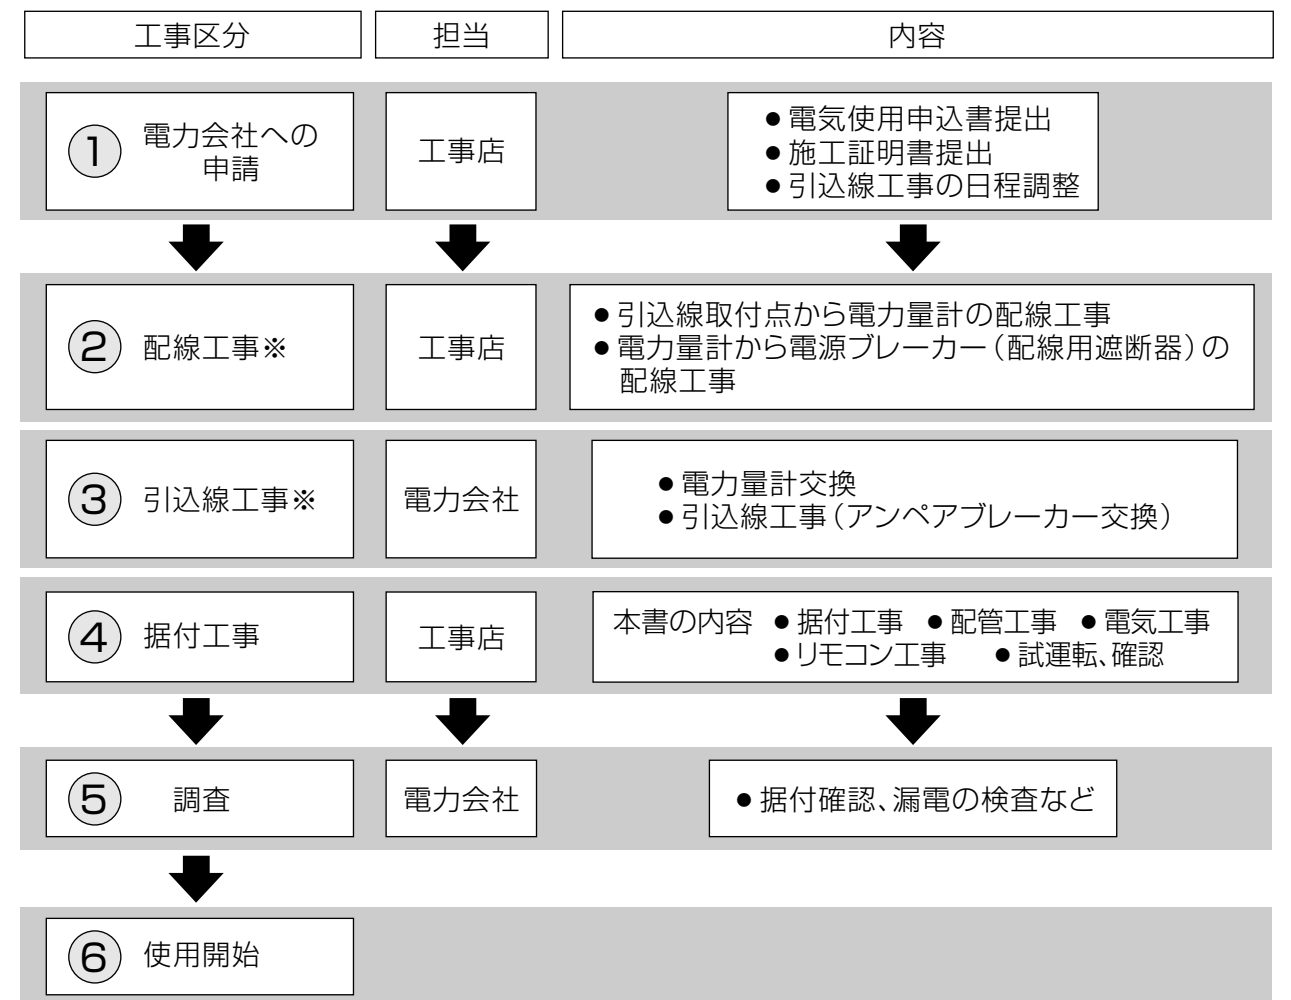 工事区分 担当 内容
① 電力会社への
申請
工事店
●電気使用申込書提出
●施工証明書提出
●引込線工事の日程調整
② 配線工事※
工事店
●引込線取付点から電力量計の配線工事
●電力量計から電源ブレーカー(配線用遮断器)の
配線工事
③ 引込線工事※
電力会社
●電力量計交換
●引込線工事(アンペアブレーカー交換)
④ 据付工事
工事店
本書の内容 ●据付工事 ●配管工事 ●電気工事
●リモコン工事 ●試運転、確認
⑤ 調査
電力会社
●据付確認、漏電の検査など
⑥ 使用開始